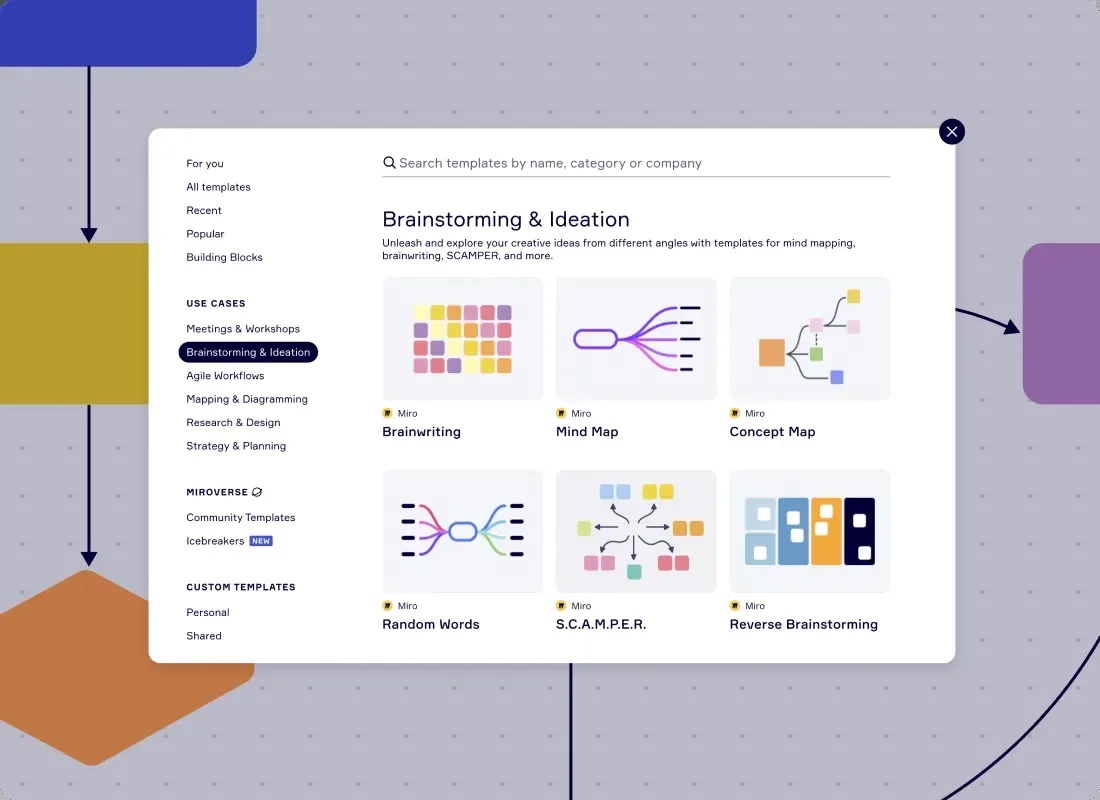 For you
All templates
Recent
Popular
Building Blocks
USE CASES
Meetings & Workshops
Brainstorming & Ideation
Agile Workflows
Mapping & Diagramming
Research & Design
Strategy & Planning
MIROVERSE
Community Templates
Icebreakers NEW
CUSTOM TEMPLATES
Personal
Shared
Search templates by name, category or company
Brainstorming & Ideation
Unleash and explore your creative ideas from different angles with templates for mind mapping,
brainwriting, SCAMPER, and more.
Miro
Brainwriting
Miro
Mind Map
Miro
Concept Map
Miro
Random Words
Miro
S.C.A.M.P.E.R.
Miro
Reverse Brainstorming